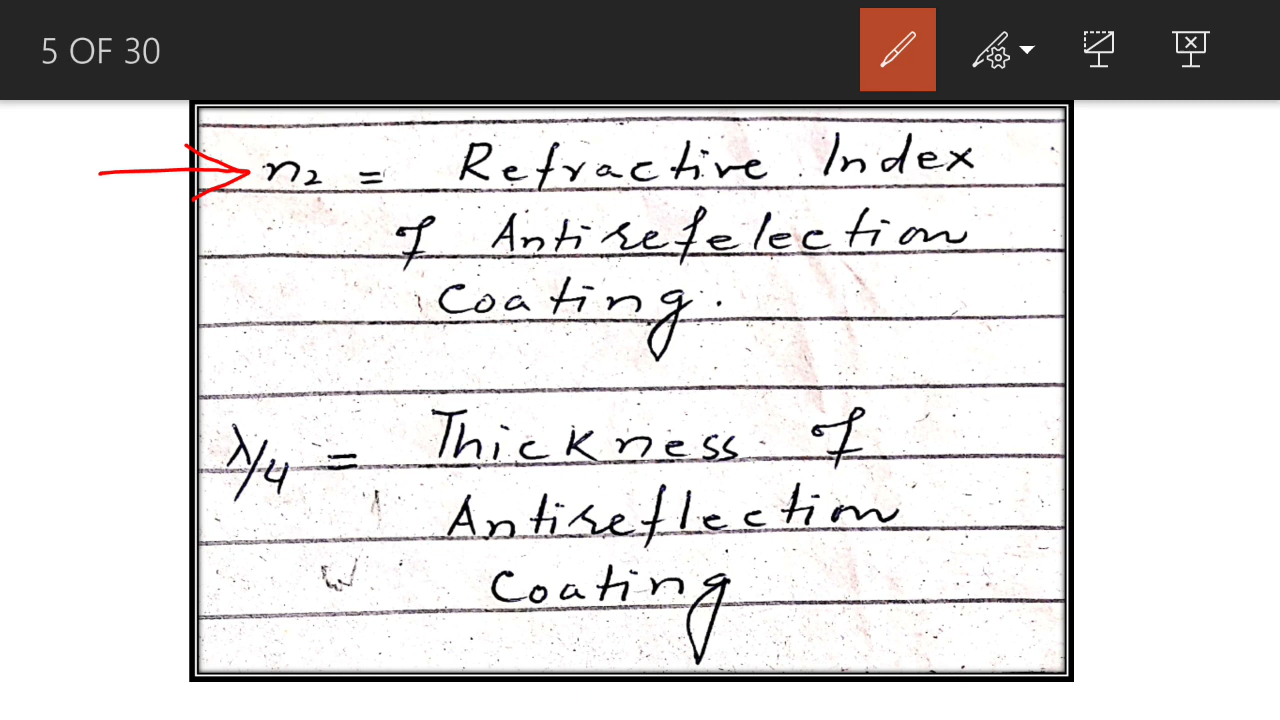 5 OF 30
n₂ = Refractive Index
of Antirefelection
Coating.
λ/4 = Thickness of
Antireflection
Coating